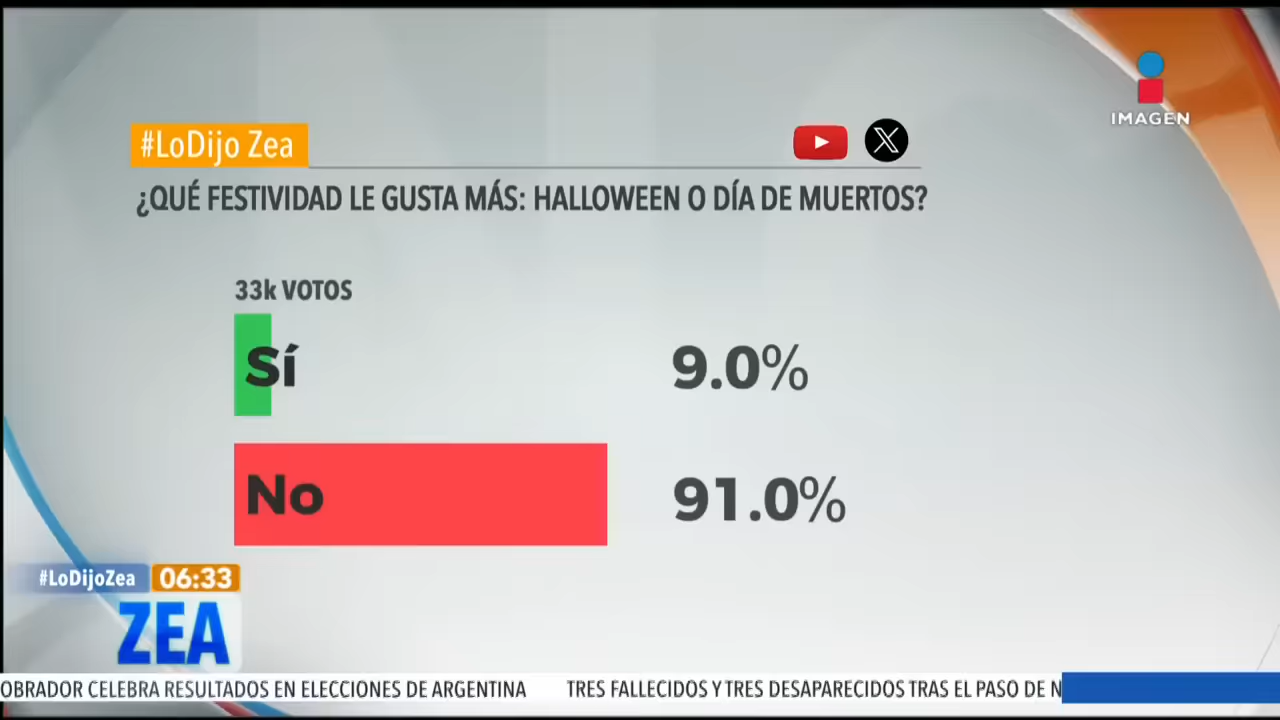 IMAGEN
#LoDijo Zea
¿QUÉ FESTIVIDAD LE GUSTA MÁS: HALLOWEEN O DÍA DE MUERTOS?
33k VOTOS
Sí 9.0%
No 91.0%
#LoDijoZea 06:33
ZEA
OBRADOR CELEBRA RESULTADOS EN ELECCIONES DE ARGENTINA TRES FALLECIDOS Y TRES DESAPARECIDOS TRAS EL PASO DE N